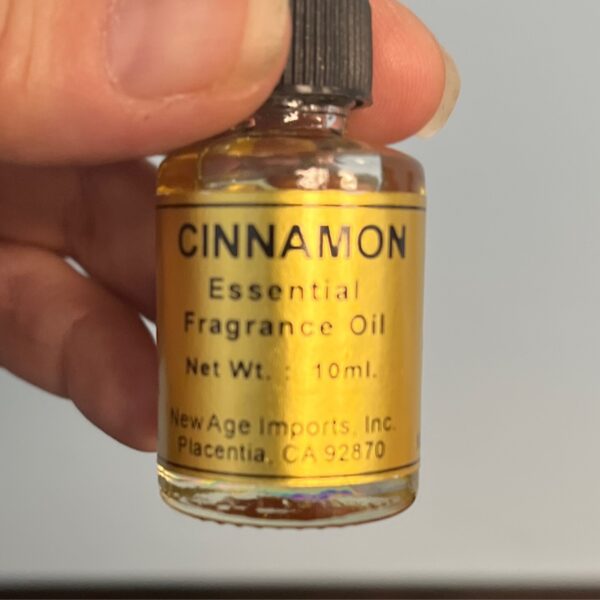 CINNAMON
Essential
Fragrance Oil
Net Wt. : 10ml.
New Age Imports, Inc.
Placentia, CA 92870